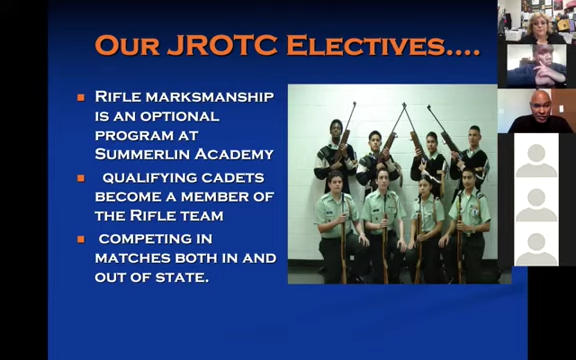 Our JROTC Electives....
Rifle marksmanship
is an optional
program at
Summerlin Academy
qualifying cadets
become a member of
the Rifle team
competing in
matches both in and
out of state.